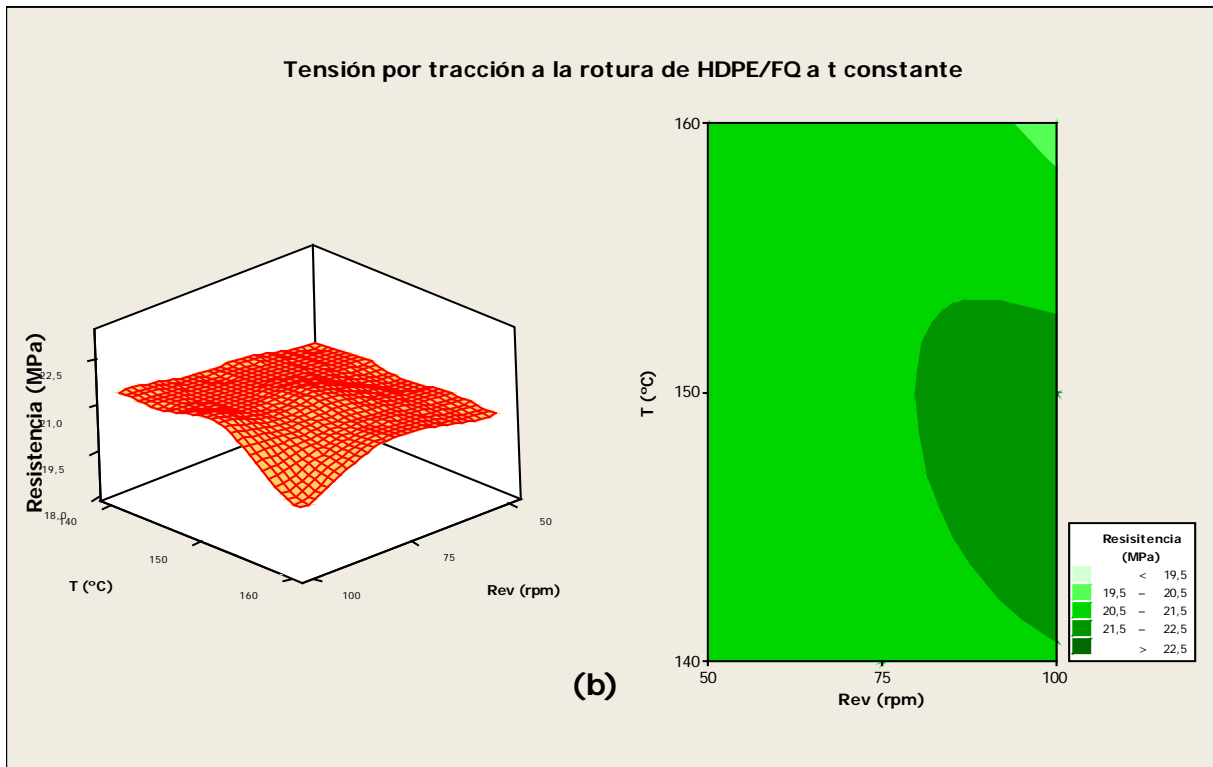 Tensión por tracción a la rotura de HDPE/FQ a t constante
Resistencia (MPa)
22,5
21,0
19,5
18,0
140
150
160
T (ºC)
50
75
100
Rev (rpm)
160
150
140
T (ºC)
50
75
100
Rev (rpm)
(b)
Resisitencia
(MPa)
< 19,5
19,5 – 20,5
20,5 – 21,5
21,5 – 22,5
> 22,5